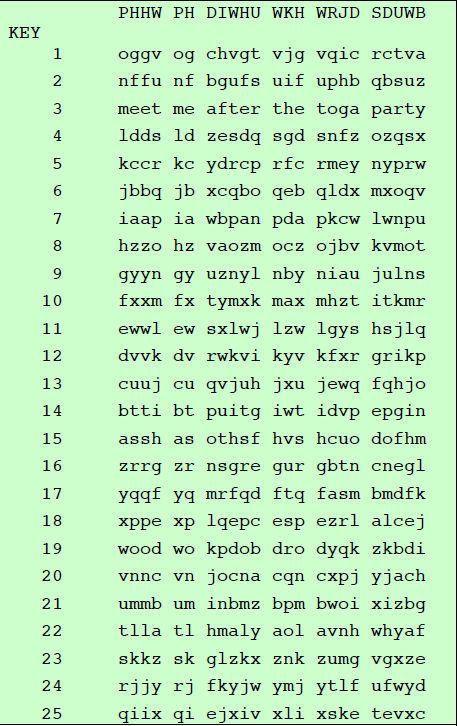 PHHW PH DIWHU WKH WRJD SDUWB
KEY
1 oggv og chvgt vjg vqic rctva
2 nffu nf bgufs uif uphb qbsuz
3 meet me after the toga party
4 ldds ld zesdq sgd snfz ozqsx
5 kccr kc ydrcp rfc rmey nyprw
6 jbbq jb xcqbo qeb qldx mxoqv
7 iaap ia wbpan pda pkcw lwnpu
8 hzzo hz vaozm ocz ojbv kvmot
9 gyyn gy uznyl nby niau julns
10 fxxm fx tymxk max mhzt itkmr
11 ewwl ew sxlwj lzw lgys hsjlq
12 dvvk dv rwkvi kyv kfxr grikp
13 cuuj cu qvjuh jxu jewq fqhjo
14 btti bt puitg iwt idvp epgin
15 assh as othsf hvs hcuo dofhm
16 zrrg zr nsgre gur gbtn cnegl
17 yqqf yq mrfqd ftq fasm bmdfk
18 xppe xp lqepc esp ezrl alcej
19 wood wo kpdob dro dyqk zkbdi
20 vnnc vn jocna cqn cxpj yjach
21 ummb um inbmz bpm bwoi xizbg
22 tlla tl hmaly aol avnh whyaf
23 skkz sk glzkx znk zumg vgxze
24 rjjy rj fkyjw ymj ytlf ufwyd
25 qiix qi ejxiv xli xske tevxc